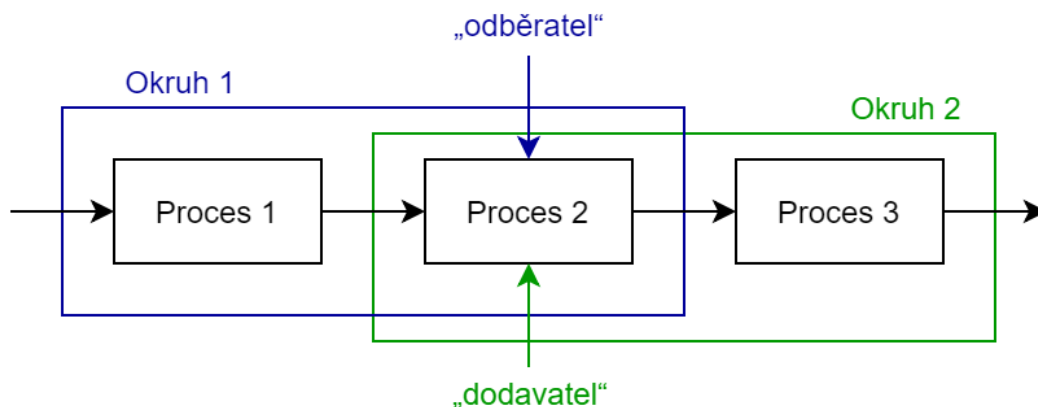 „odběratel“
Okruh 1
Okruh 2
Proces 1
Proces 2
Proces 3
„dodavatel“